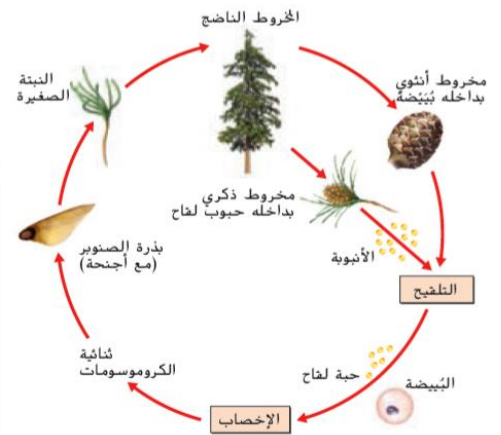 المخروط الناضج
مخروط أنثوي
بداخله بُيَيْضة
النبتة
الصغيرة
مخروط ذكري
بداخله حبوب لقاح
بذرة الصنوبر
(مع أجنحة)
الأنبوبة
التلقيح
ثنائية
الكروموسومات
حبة لقاح
البُييضة
الإخصاب